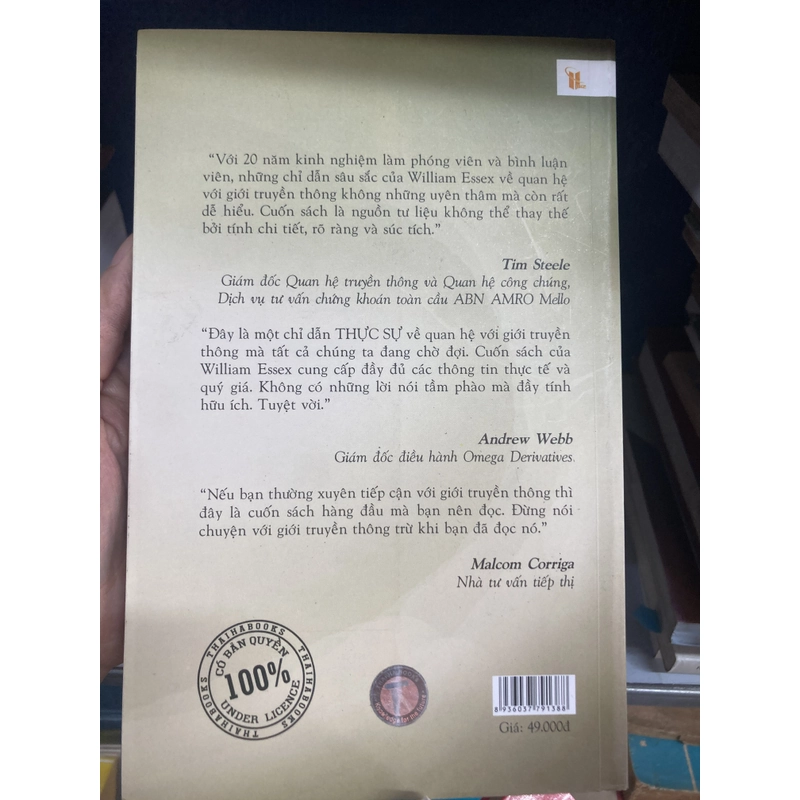 “Với 20 năm kinh nghiệm làm phóng viên và bình luận
viên, những chỉ dẫn sâu sắc của William Essex về quan hệ
với giới truyền thông không những uyên thâm mà còn rất
dễ hiểu. Cuốn sách là nguồn tư liệu không thể thay thế
bởi tính chi tiết, rõ ràng và súc tích.”
Tim Steele
Giám đốc Quan hệ truyền thông và Quan hệ công chúng,
Dịch vụ tư vấn chứng khoán toàn cầu ABN AMRO Mello
“Đây là một chỉ dẫn THỰC SỰ về quan hệ với giới truyền
thông mà tất cả chúng ta đang chờ đợi. Cuốn sách của
William Essex cung cấp đầy đủ các thông tin thực tế và
quý giá. Không có những lời nói tầm phào mà đầy tính
hữu ích. Tuyệt vời.”
Andrew Webb
Giám đốc điều hành Omega Derivatives.
“Nếu bạn thường xuyên tiếp cận với giới truyền thông thì
đây là cuốn sách hàng đầu mà bạn nên đọc. Đừng nói
chuyện với giới truyền thông trừ khi bạn đã đọc nó.”
Malcom Corriga
Nhà tư vấn tiếp thị
THAIHABOOKS
THAIHABOOKS
THAIHABOOKS
CÓ BẢN QUYỀN
100%
UNDER LICENCE
8 936037 791388
Giá: 49.000đ